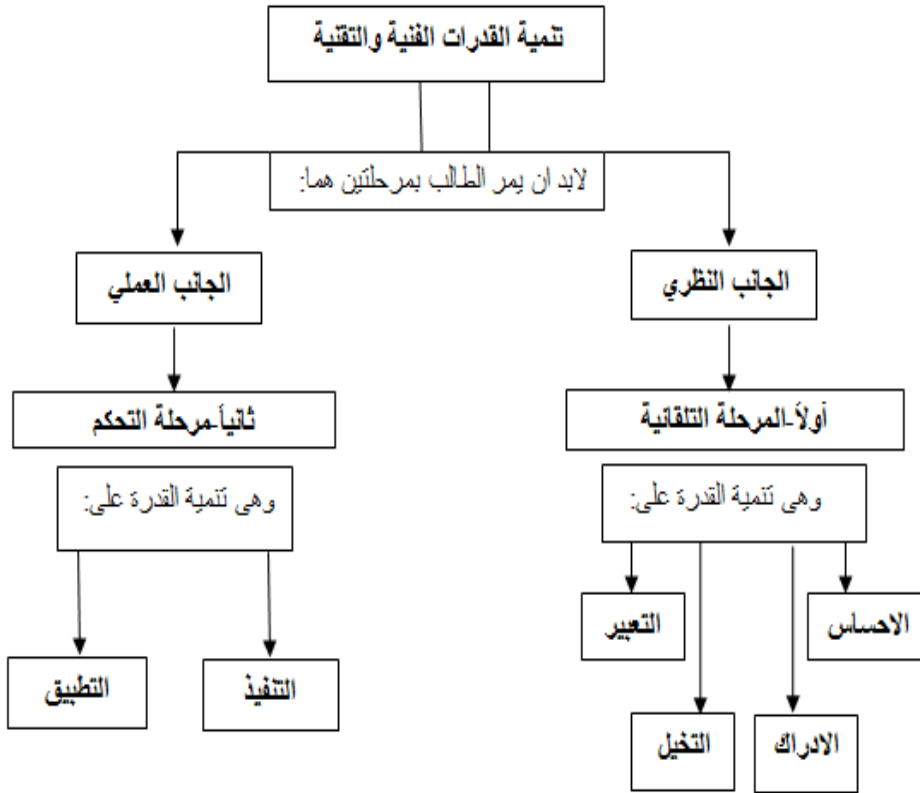 تنمية القدرات الفنية والتقنية
لابد ان يمر الطالب بمرحلتين هما:
الجانب النظري
الجانب العملي
أولاً-المرحلة التلقائية
ثانياً-مرحلة التحكم
وهى تنمية القدرة على:
وهى تنمية القدرة على:
الاحساس
التعبير
الادراك
التخيل
التنفيذ
التطبيق